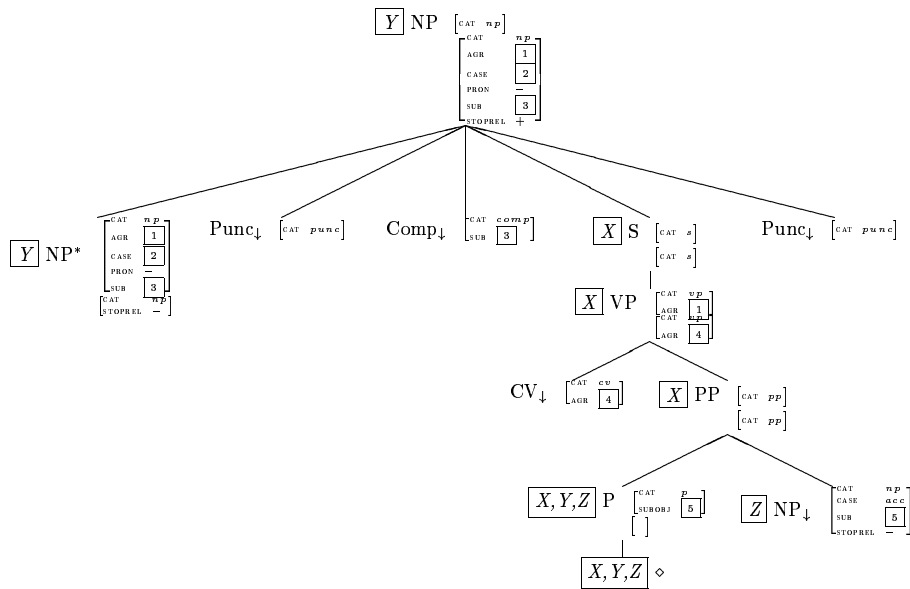 Y NP [CAT np]
[CAT np
AGR 1
CASE 2
PRON −
SUB 3
STOPREL +]
Y NP* [CAT np
AGR 1
CASE 2
PRON −
SUB 3]
[CAT np
STOPREL −]
Punc↓ [CAT punc]
Comp↓ [CAT comp
SUB 3]
X S [CAT s]
[CAT s]
Punc↓ [CAT punc]
X VP [CAT vp
AGR 1]
[CAT vp
AGR 4]
CV↓ [CAT cv
AGR 4]
X PP [CAT pp]
[CAT pp]
X,Y,Z P [CAT p
SUBOBJ 5]
[ ]
Z NP↓ [CAT np
CASE acc
SUB 5
STOPREL −]
X,Y,Z ⋄